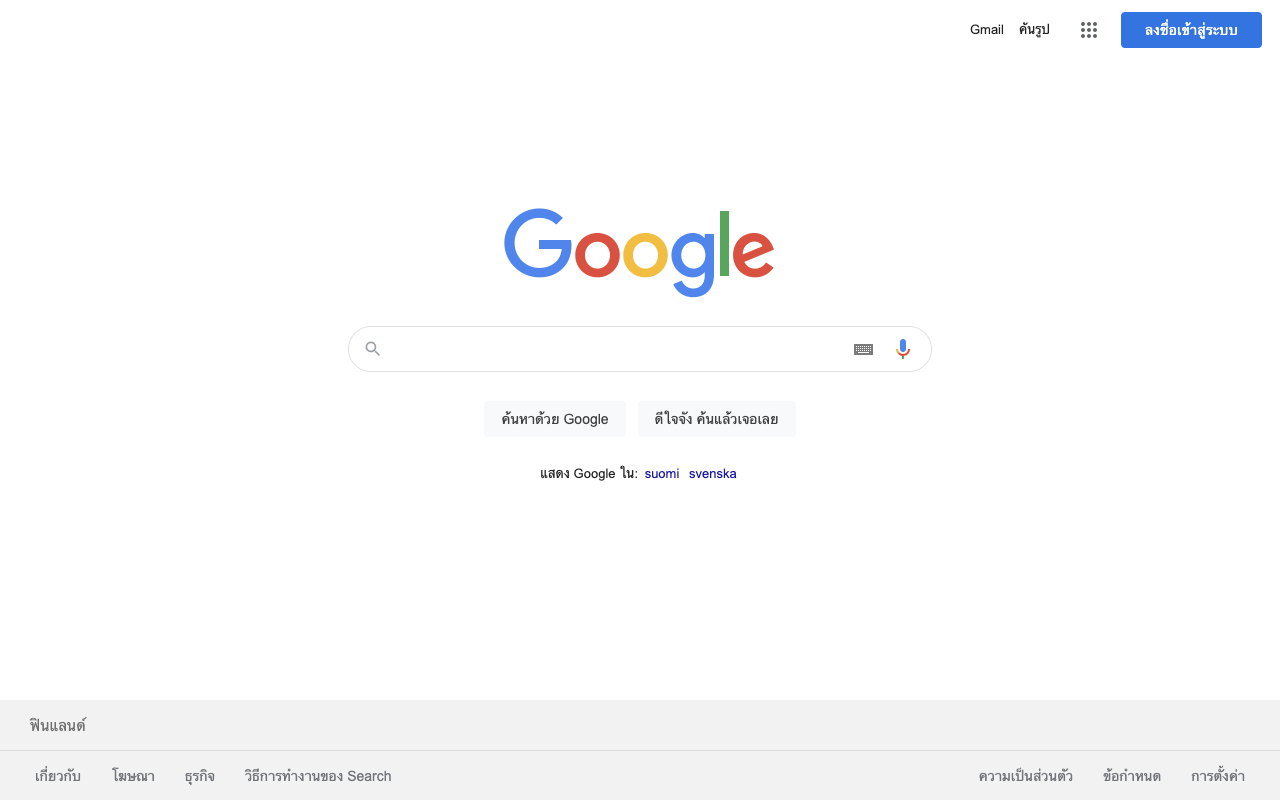 Gmail ค้นรูป ลงชื่อเข้าสู่ระบบ
Google
ค้นหาด้วย Google ดีใจจัง ค้นแล้วเจอเลย
แสดง Google ใน: suomi svenska
ฟินแลนด์
เกี่ยวกับ โฆษณา ธุรกิจ วิธีการทำงานของ Search ความเป็นส่วนตัว ข้อกำหนด การตั้งค่า